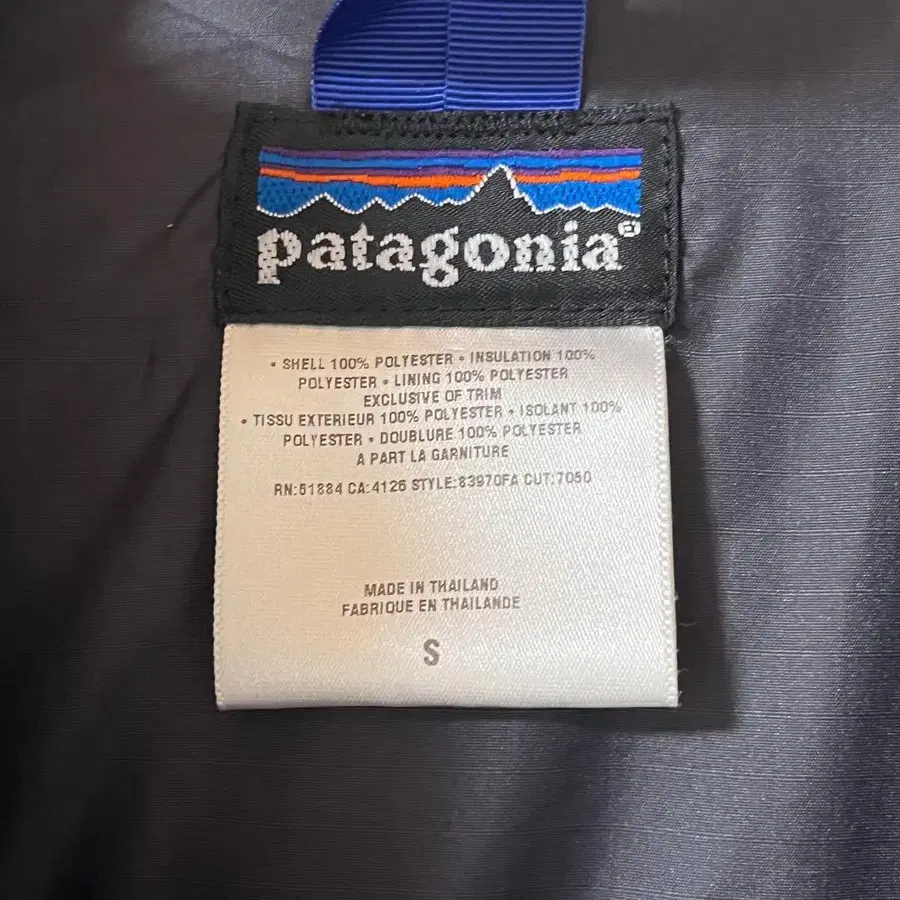 patagonia®
• SHELL 100% POLYESTER • INSULATION 100%
POLYESTER • LINING 100% POLYESTER
EXCLUSIVE OF TRIM
• TISSU EXTERIEUR 100% POLYESTER • ISOLANT 100%
POLYESTER • DOUBLURE 100% POLYESTER
A PART LA GARNITURE
RN:51884 CA:4126 STYLE:83970FA CUT:7050
MADE IN THAILAND
FABRIQUE EN THAILANDE
S